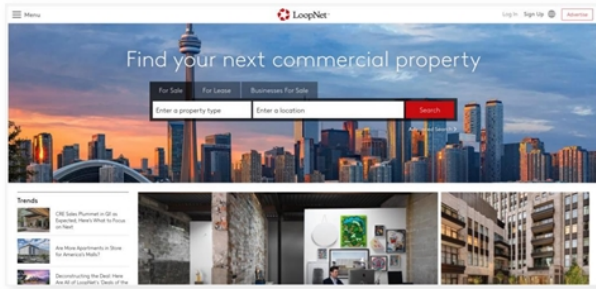 Menu
LoopNet
Log In Sign Up
Advertise
Find your next commercial property
For Sale For Lease Businesses For Sale
Enter a property type Enter a location Search
Advanced Search
Trends
CRE Sales Plummet in Q1 as
Expected, Here's What to Focus
on Next
Are More Apartments in Store
for America's Malls?
Deconstructing the Deal: Here
Are All of LoopNet's 'Deals of the